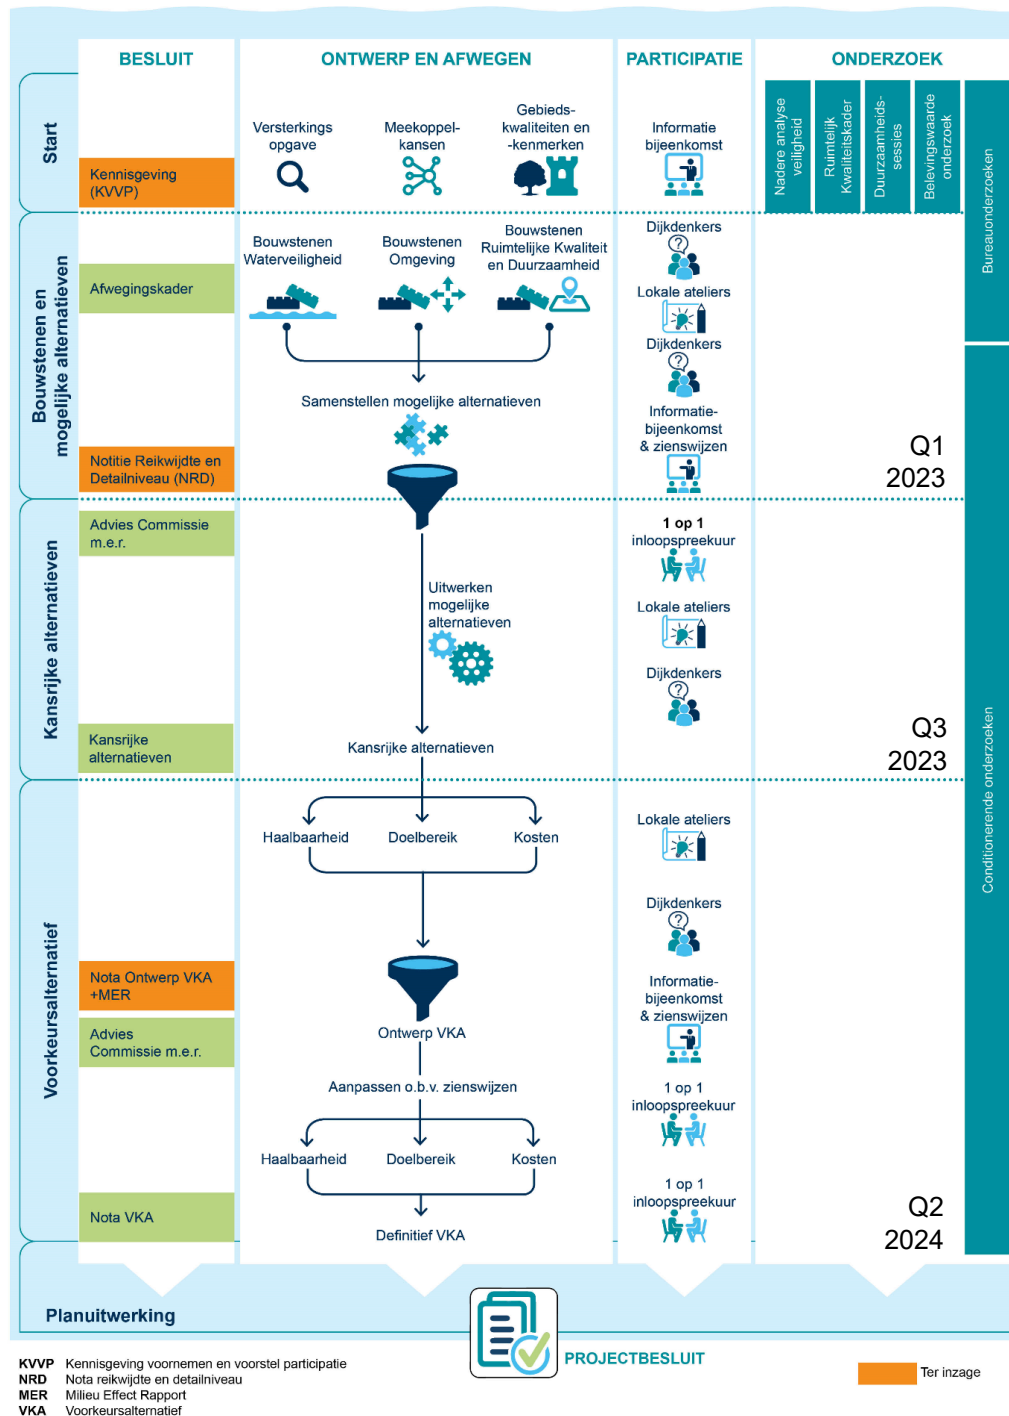 BESLUIT
ONTWERP EN AFWEGEN
PARTICIPATIE
ONDERZOEK
Start
Kennisgeving
(KVVP)
Versterkings
opgave
Meekoppel-
kansen
Gebieds-
kwaliteiten en
-kenmerken
Informatie
bijeenkomst
Nadere analyse
veiligheid
Ruimtelijk
Kwaliteitskader
Duurzaamheids-
sessies
Belevingswaarde
onderzoek
Bureauonderzoeken
Bouwstenen en
mogelijke alternatieven
Afwegingskader
Bouwstenen
Waterveiligheid
Bouwstenen
Omgeving
Bouwstenen
Ruimtelijke Kwaliteit
en Duurzaamheid
Samenstellen mogelijke alternatieven
Dijkdenkers
Lokale ateliers
Dijkdenkers
Informatie-
bijeenkomst
& zienswijzen
Notitie Reikwijdte en
Detailniveau (NRD)
Q1
2023
Conditionerende onderzoeken
Kansrijke alternatieven
Advies Commissie
m.e.r.
Uitwerken
mogelijke
alternatieven
1 op 1
inloopspreekuur
Lokale ateliers
Dijkdenkers
Kansrijke
alternatieven
Kansrijke alternatieven
Q3
2023
Voorkeursalternatief
Haalbaarheid
Doelbereik
Kosten
Lokale ateliers
Dijkdenkers
Nota Ontwerp VKA
+MER
Advies
Commissie m.e.r.
Ontwerp VKA
Informatie-
bijeenkomst
& zienswijzen
Aanpassen o.b.v. zienswijzen
1 op 1
inloopspreekuur
Haalbaarheid
Doelbereik
Kosten
1 op 1
inloopspreekuur
Nota VKA
Definitief VKA
Q2
2024
Planuitwerking
PROJECTBESLUIT
KVVP Kennisgeving voornemen en voorstel participatie
NRD Nota reikwijdte en detailniveau
MER Milieu Effect Rapport
VKA Voorkeursalternatief
Ter inzage